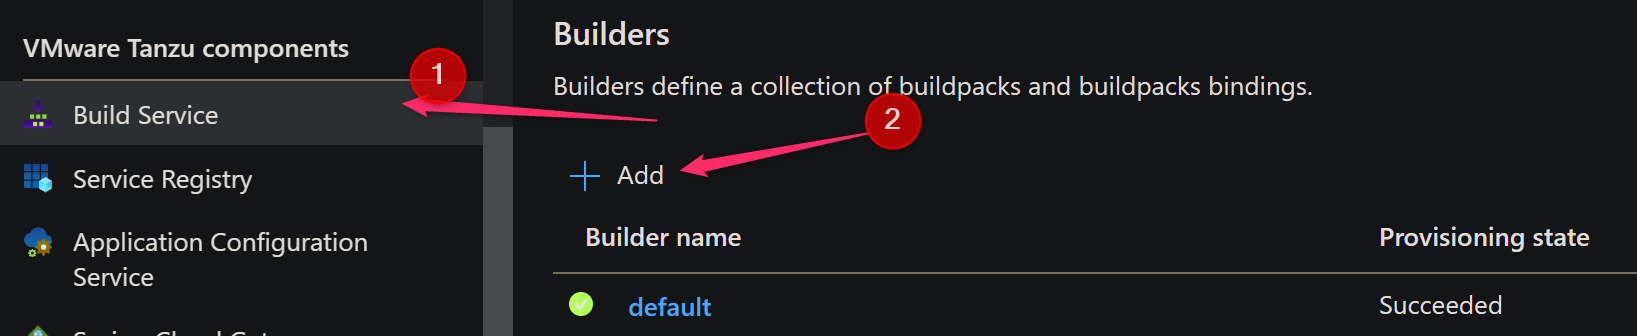 VMware Tanzu components
1
Build Service
Service Registry
Application Configuration
Service
Builders
Builders define a collection of buildpacks and buildpacks bindings.
2
Add
Builder name
Provisioning state
default
Succeeded